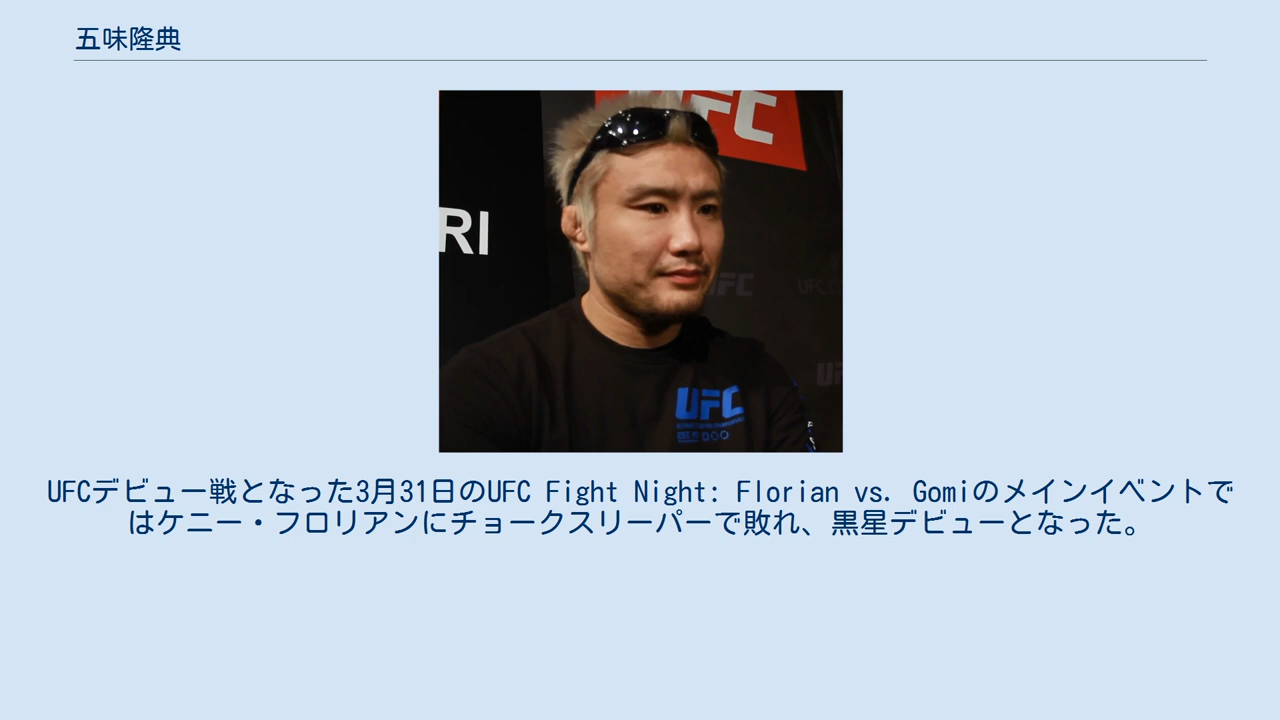 五味隆典
UFC
RI
UFC
UFC
UFC
UFCデビュー戦となった3月31日のUFC Fight Night: Florian vs. Gomiのメインイベントで
はケニー・フロリアンにチョークスリーパーで敗れ、黒星デビューとなった。